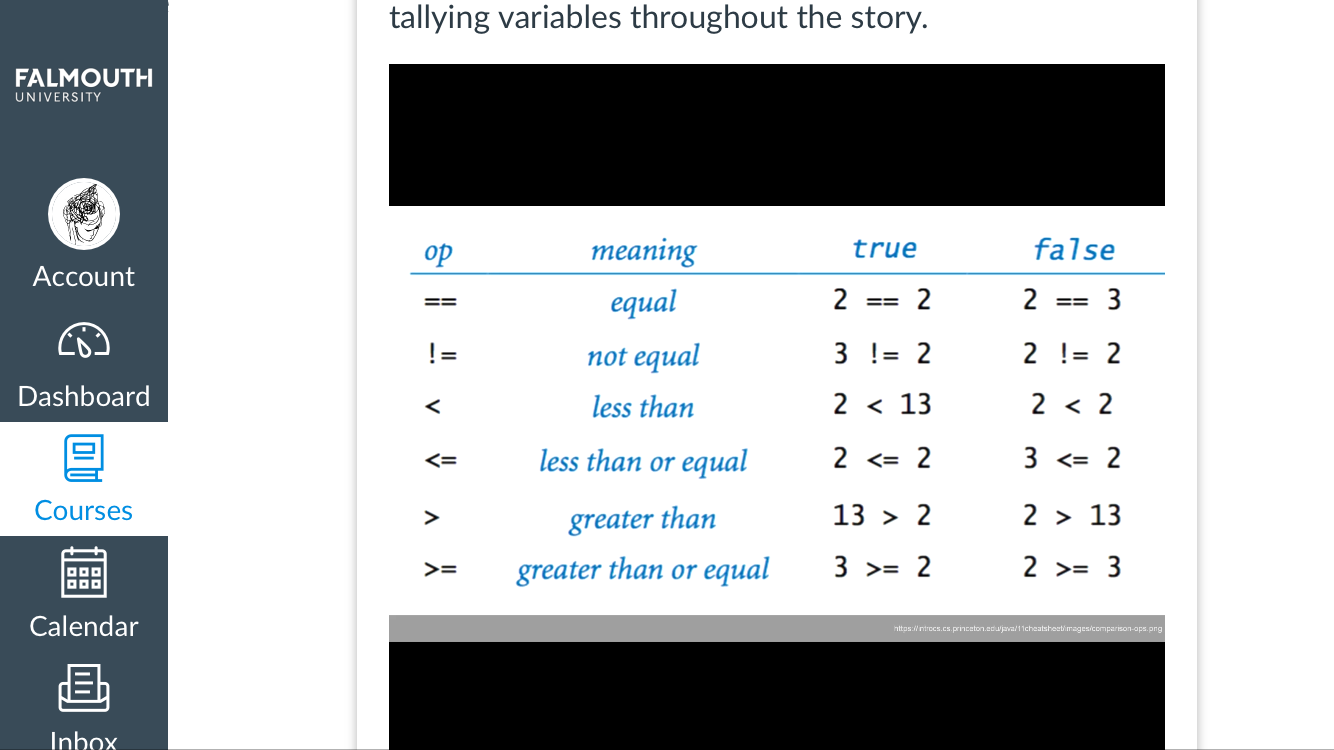 tallying variables throughout the story.
FALMOUTH
UNIVERSITY
Account
Dashboard
Courses
Calendar
Inbox
op meaning true false
== equal 2 == 2 2 == 3
!= not equal 3 != 2 2 != 2
< less than 2 < 13 2 < 2
<= less than or equal 2 <= 2 3 <= 2
> greater than 13 > 2 2 > 13
>= greater than or equal 3 >= 2 2 >= 3
https://introcs.cs.princeton.edu/java/11cheatsheet/images/comparison-ops.png